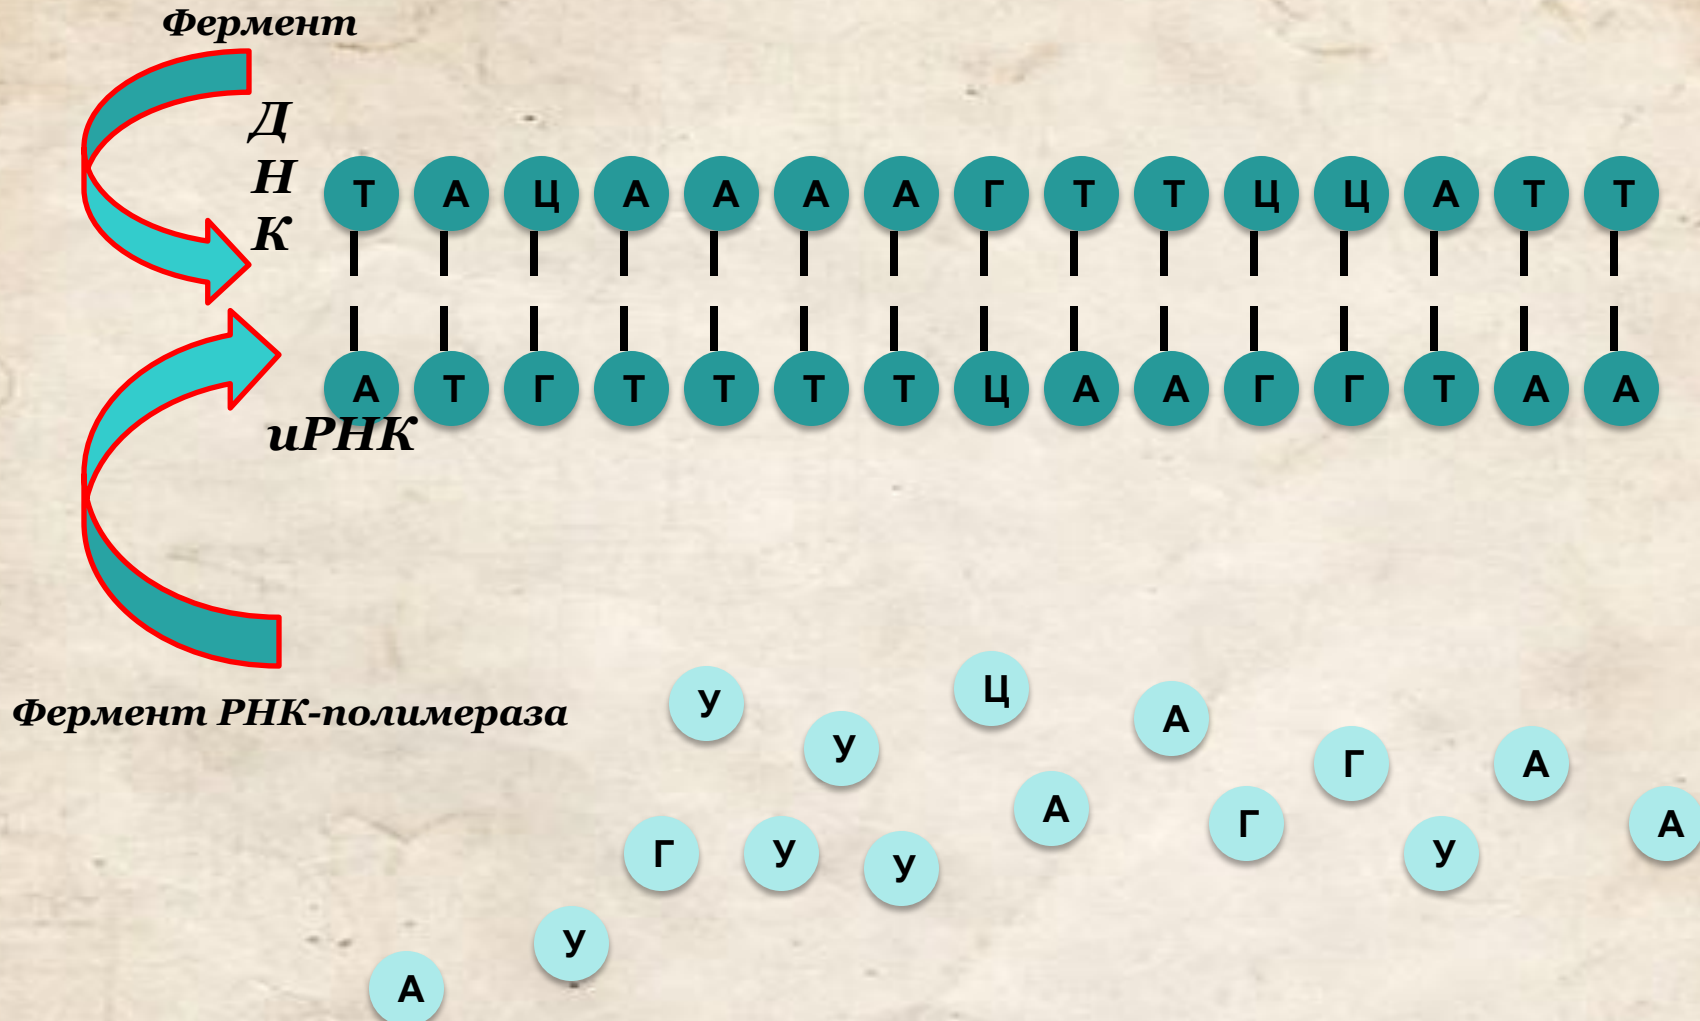 Фермент
Д
Н
К
Т А Ц А А А А Г Т Т Ц Ц А Т Т
А Т Г Т Т Т Т Ц А А Г Г Т А А
иРНК
Фермент РНК-полимераза
У Ц А
У Г А
А Г А
Г У У У
У
А